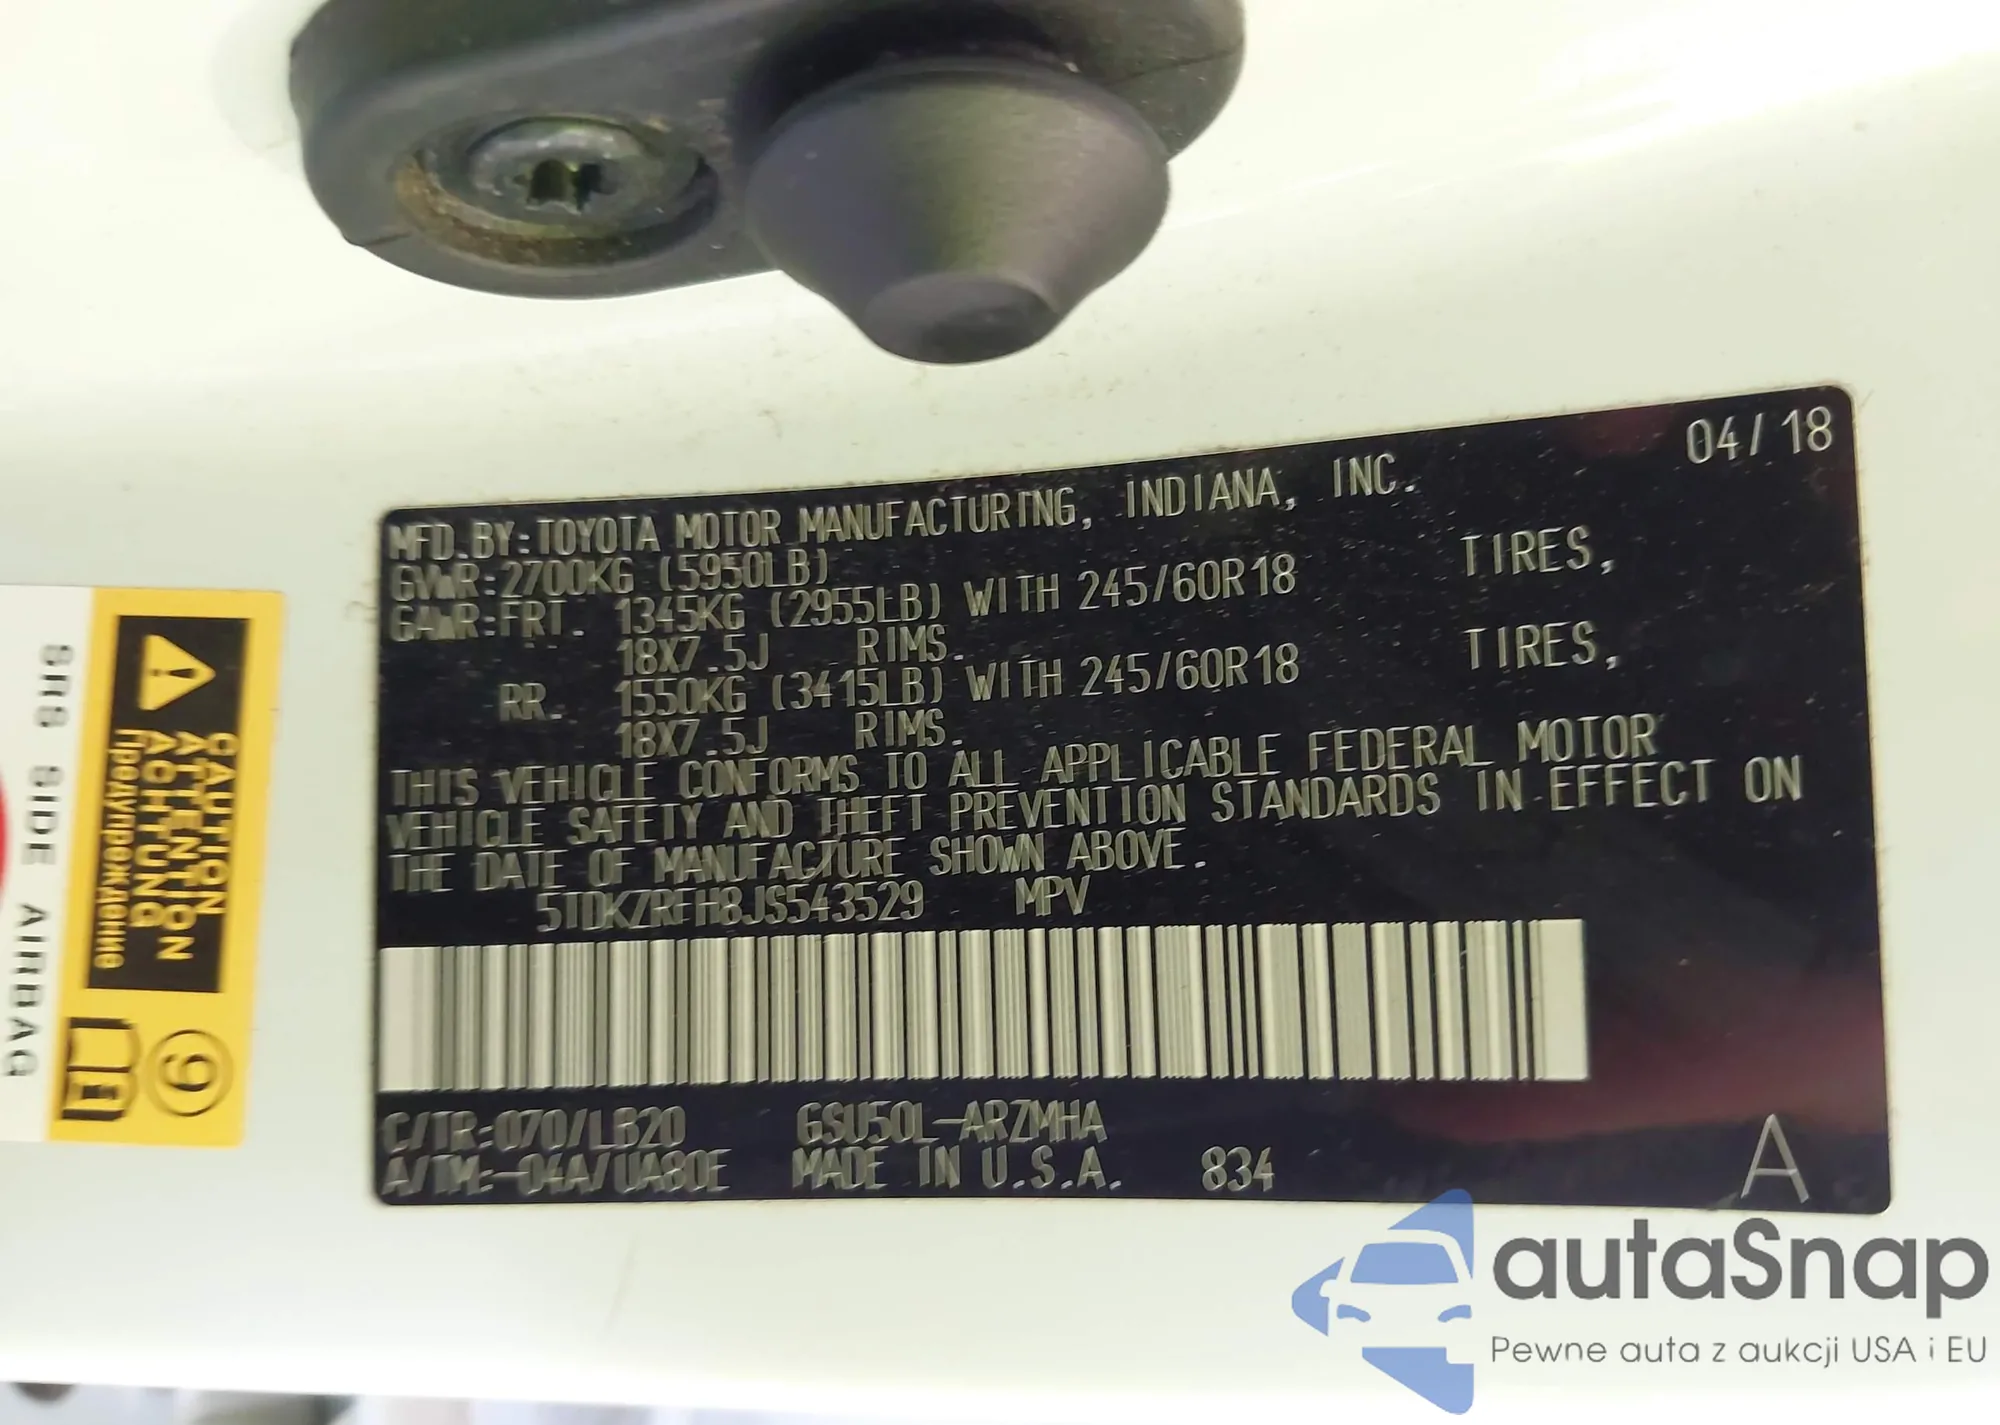 04/18
MFD.BY:TOYOTA MOTOR MANUFACTURING, INDIANA, INC.
GVWR:2700KG (5950LB)
GAWR:FRT. 1345KG (2955LB) WITH 245/60R18 TIRES,
18X7.5J RIMS.
RR. 1550KG (3415LB) WITH 245/60R18 TIRES,
18X7.5J RIMS.
THIS VEHICLE CONFORMS TO ALL APPLICABLE FEDERAL MOTOR
VEHICLE SAFETY AND THEFT PREVENTION STANDARDS IN EFFECT ON
THE DATE OF MANUFACTURE SHOWN ABOVE.
5TDKZRFH8JS543529 MPV
C/TR:070/LB20 GSU50L-ARZMHA
A/TM:-04A/UA80E MADE IN U.S.A. 834 A
CAUTION
ATTENTION
ACHTUNG
Предупреждение
9
SRS SIDE AIRBAG
autaSnap
Pewne auta z aukcji USA i EU